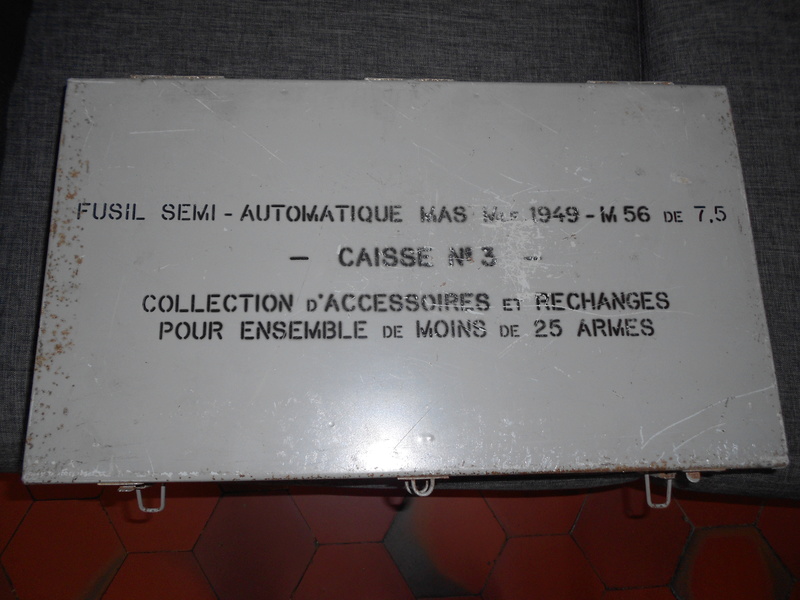 FUSIL SEMI-AUTOMATIQUE MAS MLE 1949-M 56 DE 7,5
- CAISSE No 3 -
COLLECTION D'ACCESSOIRES ET RECHANGES
POUR ENSEMBLE DE MOINS DE 25 ARMES